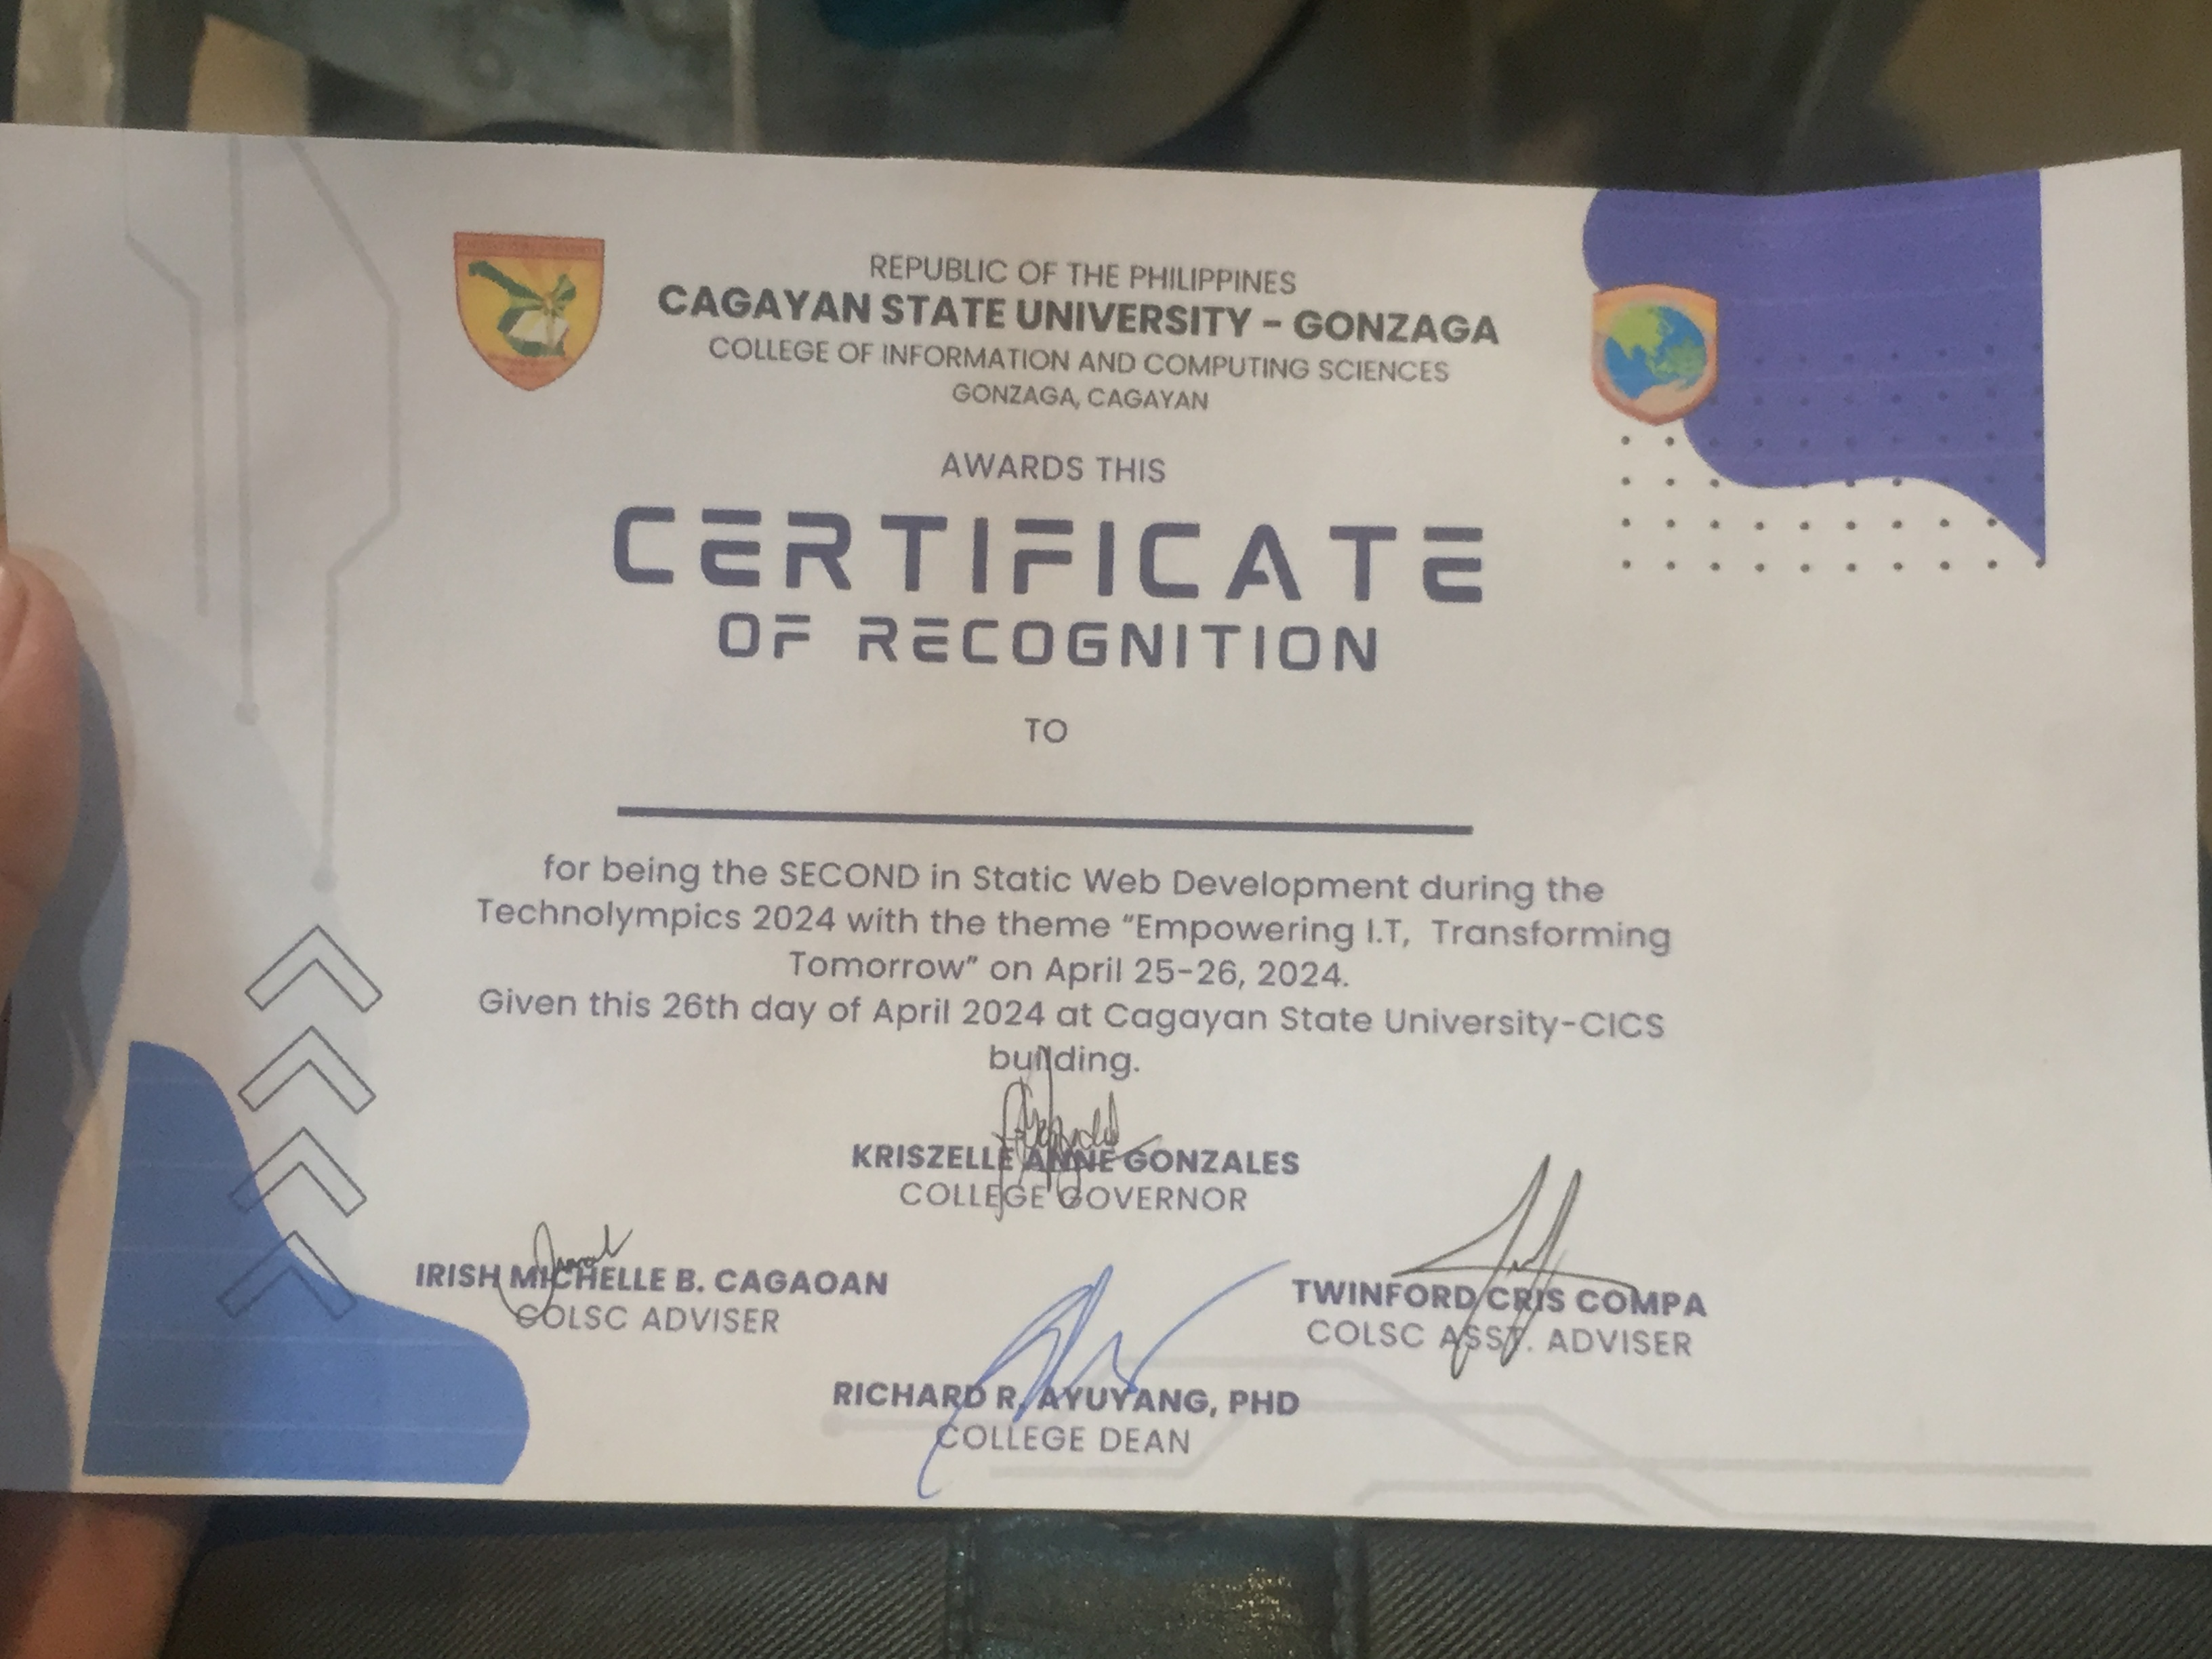 REPUBLIC OF THE PHILIPPINES
CAGAYAN STATE UNIVERSITY - GONZAGA
COLLEGE OF INFORMATION AND COMPUTING SCIENCES
GONZAGA, CAGAYAN
AWARDS THIS
CERTIFICATE
OF RECOGNITION
TO
for being the SECOND in Static Web Development during the
Technolympics 2024 with the theme “Empowering I.T, Transforming
Tomorrow” on April 25-26, 2024.
Given this 26th day of April 2024 at Cagayan State University-CICS
building.
KRISZELLE ANNE GONZALES
COLLEGE GOVERNOR
IRISH MICHELLE B. CAGAOAN
COLSC ADVISER
TWINFORD CRIS COMPA
COLSC ASST. ADVISER
RICHARD R. AYUYANG, PHD
COLLEGE DEAN